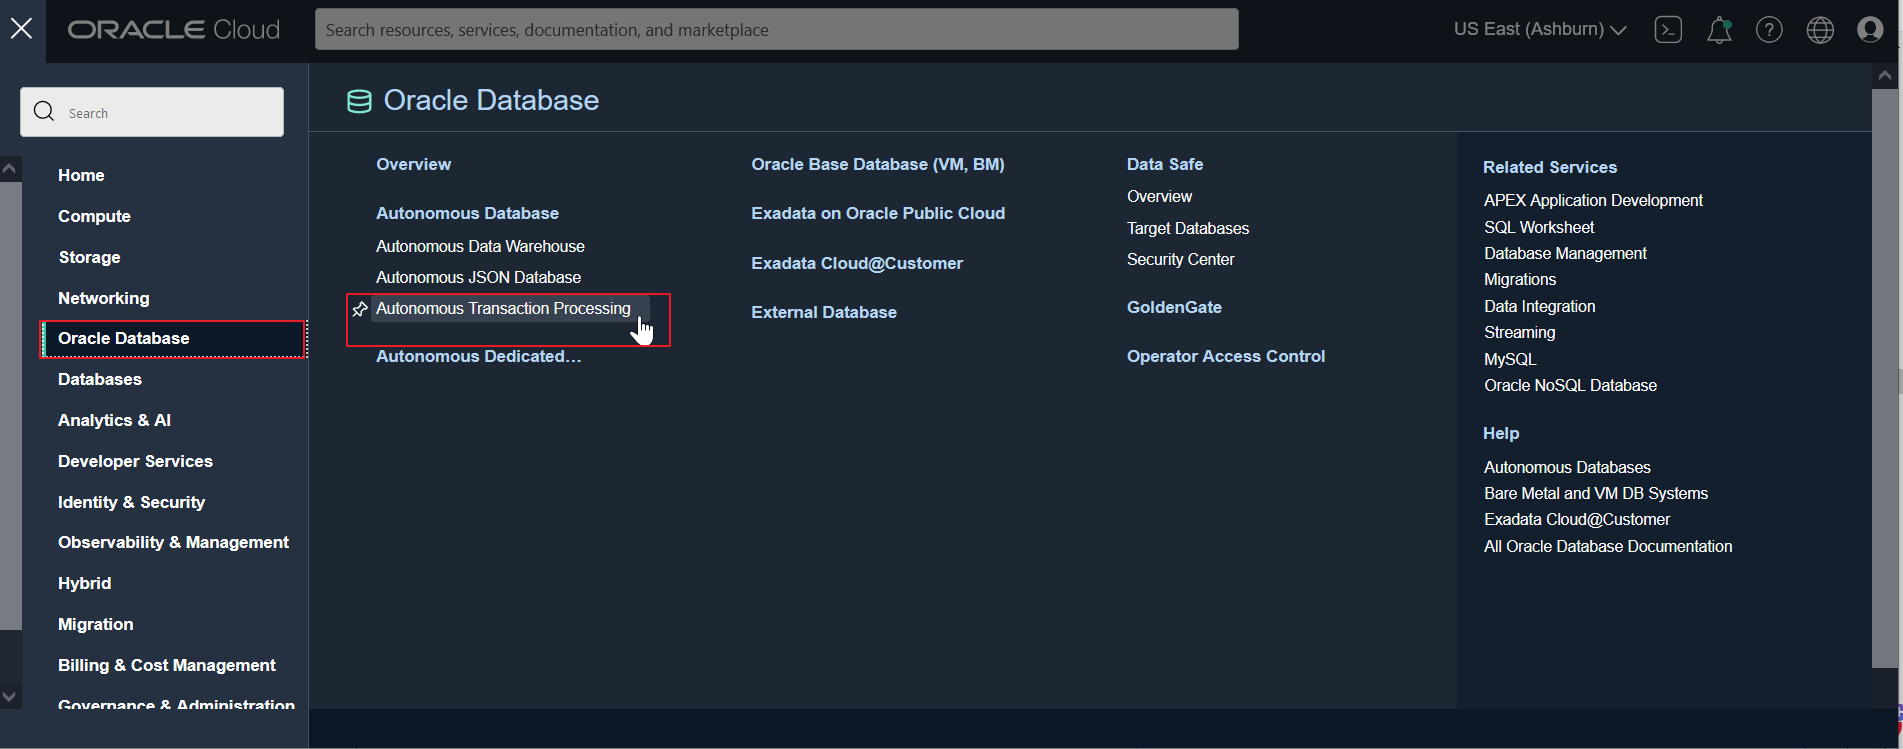 ORACLE Cloud
Search resources, services, documentation, and marketplace
US East (Ashburn)
Search
Home
Compute
Storage
Networking
Oracle Database
Databases
Analytics & AI
Developer Services
Identity & Security
Observability & Management
Hybrid
Migration
Billing & Cost Management
Governance & Administration
Oracle Database
Overview
Autonomous Database
Autonomous Data Warehouse
Autonomous JSON Database
Autonomous Transaction Processing
Autonomous Dedicated...
Oracle Base Database (VM, BM)
Exadata on Oracle Public Cloud
Exadata Cloud@Customer
External Database
Data Safe
Overview
Target Databases
Security Center
GoldenGate
Operator Access Control
Related Services
APEX Application Development
SQL Worksheet
Database Management
Migrations
Data Integration
Streaming
MySQL
Oracle NoSQL Database
Help
Autonomous Databases
Bare Metal and VM DB Systems
Exadata Cloud@Customer
All Oracle Database Documentation